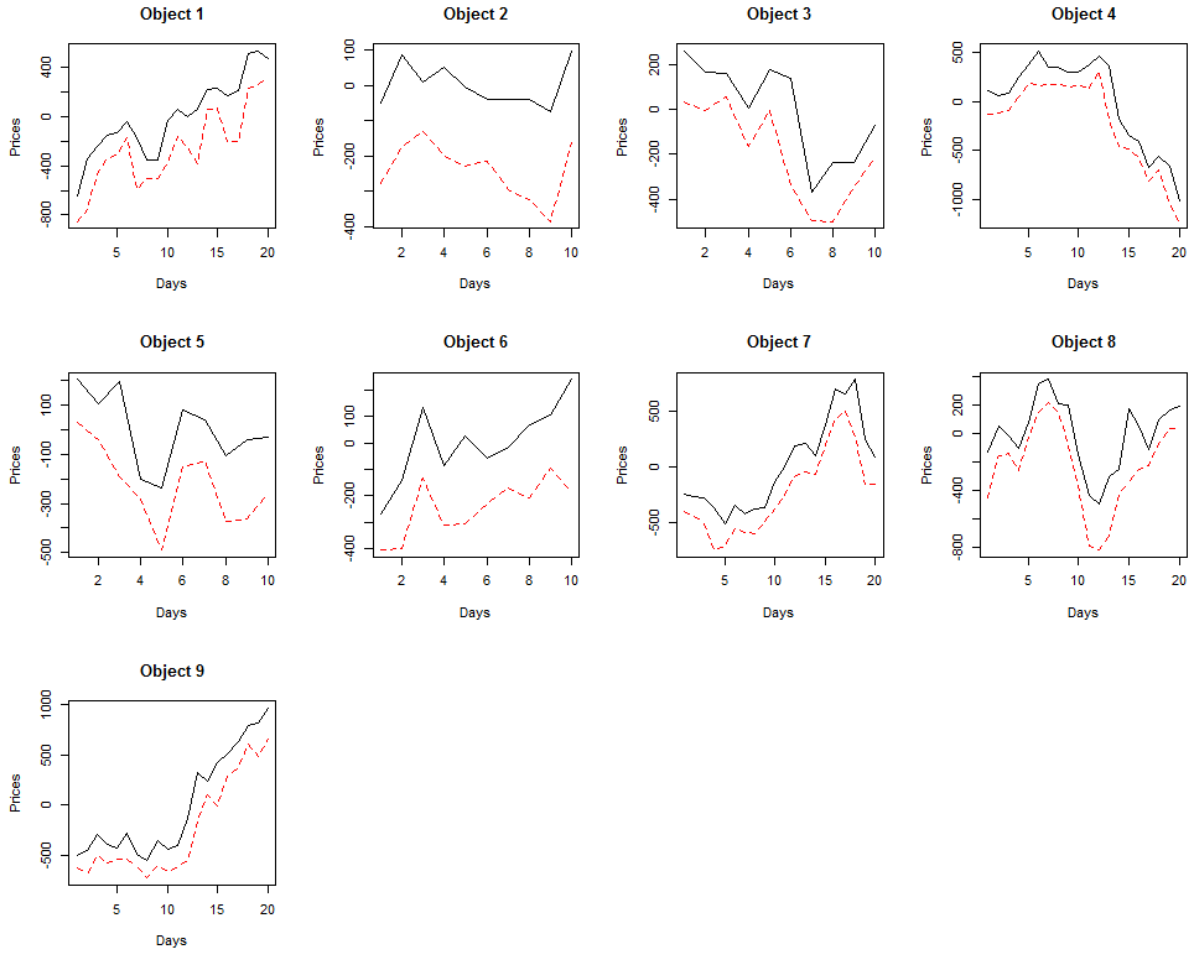 Object 1
Object 2
Object 3
Object 4
Prices
-800
-400
0
400
5
10
15
20
Days
Prices
-400
-200
0
100
2
4
6
8
10
Days
Prices
-400
-200
0
200
2
4
6
8
10
Days
Prices
-1000
-500
0
500
5
10
15
20
Days
Object 5
Object 6
Object 7
Object 8
Prices
-500
-300
-100
100
2
4
6
8
10
Days
Prices
-400
-200
0
100
2
4
6
8
10
Days
Prices
-500
0
500
5
10
15
20
Days
Prices
-800
-400
0
200
5
10
15
20
Days
Object 9
Prices
-500
0
500
1000
5
10
15
20
Days